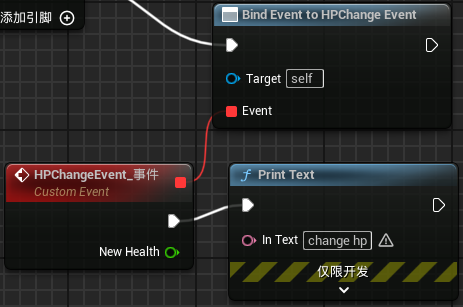 添加引脚
Bind Event to HPChange Event
Target self
Event
HPChangeEvent_事件
Custom Event
New Health
Print Text
In Text change hp
仅限开发